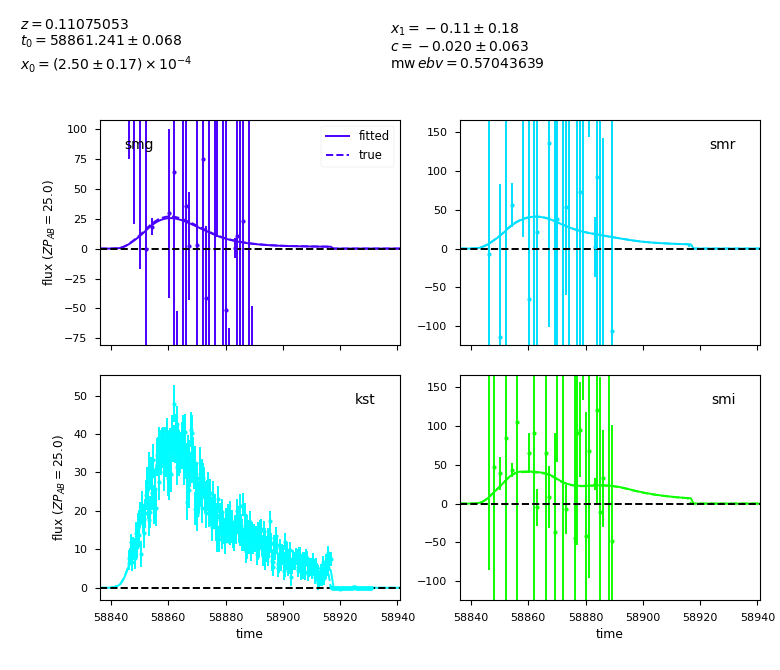 z = 0.11075053
t₀ = 58861.241 ± 0.068
x₀ = (2.50 ± 0.17) × 10⁻⁴
x₁ = −0.11 ± 0.18
c = −0.020 ± 0.063
mw ebv = 0.57043639
smg
fitted
true
100
75
50
25
0
−25
−50
−75
flux (ZP_AB = 25.0)
smr
150
100
50
0
−50
−100
kst
50
40
30
20
10
0
flux (ZP_AB = 25.0)
58840 58860 58880 58900 58920 58940
time
smi
150
100
50
0
−50
−100
58840 58860 58880 58900 58920 58940
time